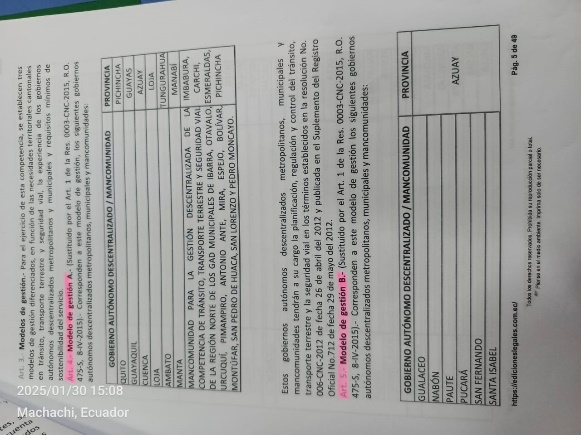 Art. 3. Modelos de gestión.- Para el ejercicio de esta competencia, se establecen tres
modelos de gestión diferenciados, en función de las necesidades territoriales cantonales
en tránsito, transporte terrestre y seguridad vial, la experiencia de los gobiernos
autónomos descentralizados metropolitanos y municipales y requisitos mínimos de
sostenibilidad del servicio.
Art. 4.- Modelo de gestión A.- (Sustituido por el Art. 1 de la Res. 0003-CNC-2015, R.O.
475-S, 8-IV-2015).- Corresponden a este modelo de gestión, los siguientes gobiernos
autónomos descentralizados metropolitanos, municipales y mancomunidades:
GOBIERNO AUTÓNOMO DESCENTRALIZADO / MANCOMUNIDAD PROVINCIA
QUITO PICHINCHA
GUAYAQUIL GUAYAS
CUENCA AZUAY
LOJA LOJA
AMBATO TUNGURAHUA
MANTA MANABÍ
MANCOMUNIDAD PARA LA GESTIÓN DESCENTRALIZADA DE LA IMBABURA,
COMPETENCIA DE TRÁNSITO, TRANSPORTE TERRESTRE Y SEGURIDAD VIAL CARCHI,
DE LA REGIÓN NORTE DE LOS GAD MUNICIPALES DE IBARRA, OTAVALO, ESMERALDAS,
URCUQUÍ, PIMAMPIRO, ANTONIO ANTE, MIRA, ESPEJO, BOLÍVAR, PICHINCHA
MONTÚFAR, SAN PEDRO DE HUACA, SAN LORENZO Y PEDRO MONCAYO.
Estos gobiernos autónomos descentralizados metropolitanos, municipales y
mancomunidades tendrán a su cargo la planificación, regulación y control del tránsito,
transporte terrestre y la seguridad vial en los términos establecidos en la resolución No.
006-CNC-2012 de fecha 26 de abril del 2012 y publicada en el Suplemento del Registro
Oficial No.712 de fecha 29 de mayo del 2012.
Art. 5.- Modelo de gestión B.- (Sustituido por el Art. 1 de la Res. 0003-CNC-2015, R.O.
475-S, 8-IV-2015).- Corresponden a este modelo de gestión los siguientes gobiernos
autónomos descentralizados metropolitanos, municipales y mancomunidades:
GOBIERNO AUTÓNOMO DESCENTRALIZADO / MANCOMUNIDAD PROVINCIA
GUALACEO
NABÓN
PAUTE AZUAY
PUCARÁ
SAN FERNANDO
SANTA ISABEL
https://edicioneslegales.com.ec/ Pág. 5 de 49
Todos los derechos reservados. Prohibida su reproducción parcial o total.
Piense en el medio ambiente. Imprima solo de ser necesario.
2025/01/30 15:08
Machachi, Ecuador